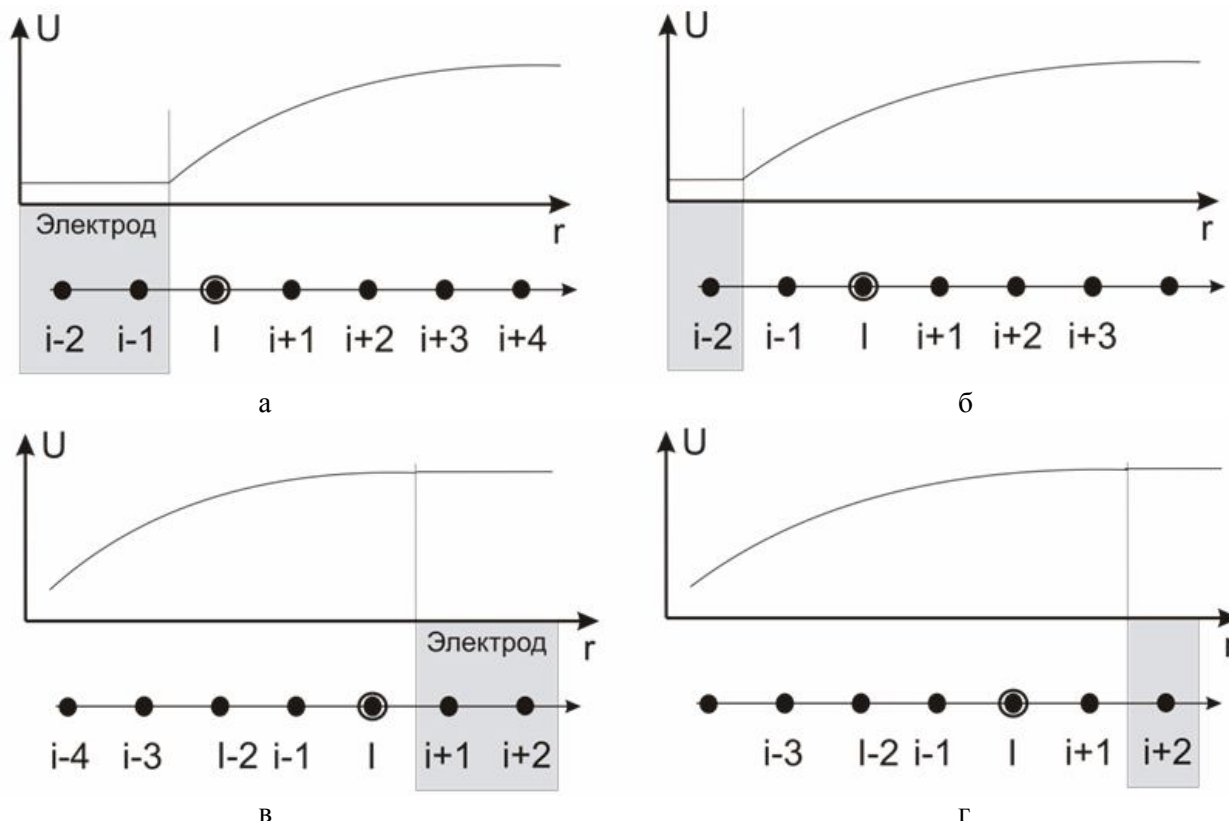 U
Электрод
r
i-2 i-1 I i+1 i+2 i+3 i+4
а
U
r
i-2 i-1 I i+1 i+2 i+3
б
U
Электрод
r
i-4 i-3 I-2 i-1 I i+1 i+2
в
U
r
i-3 I-2 i-1 I i+1 i+2
г